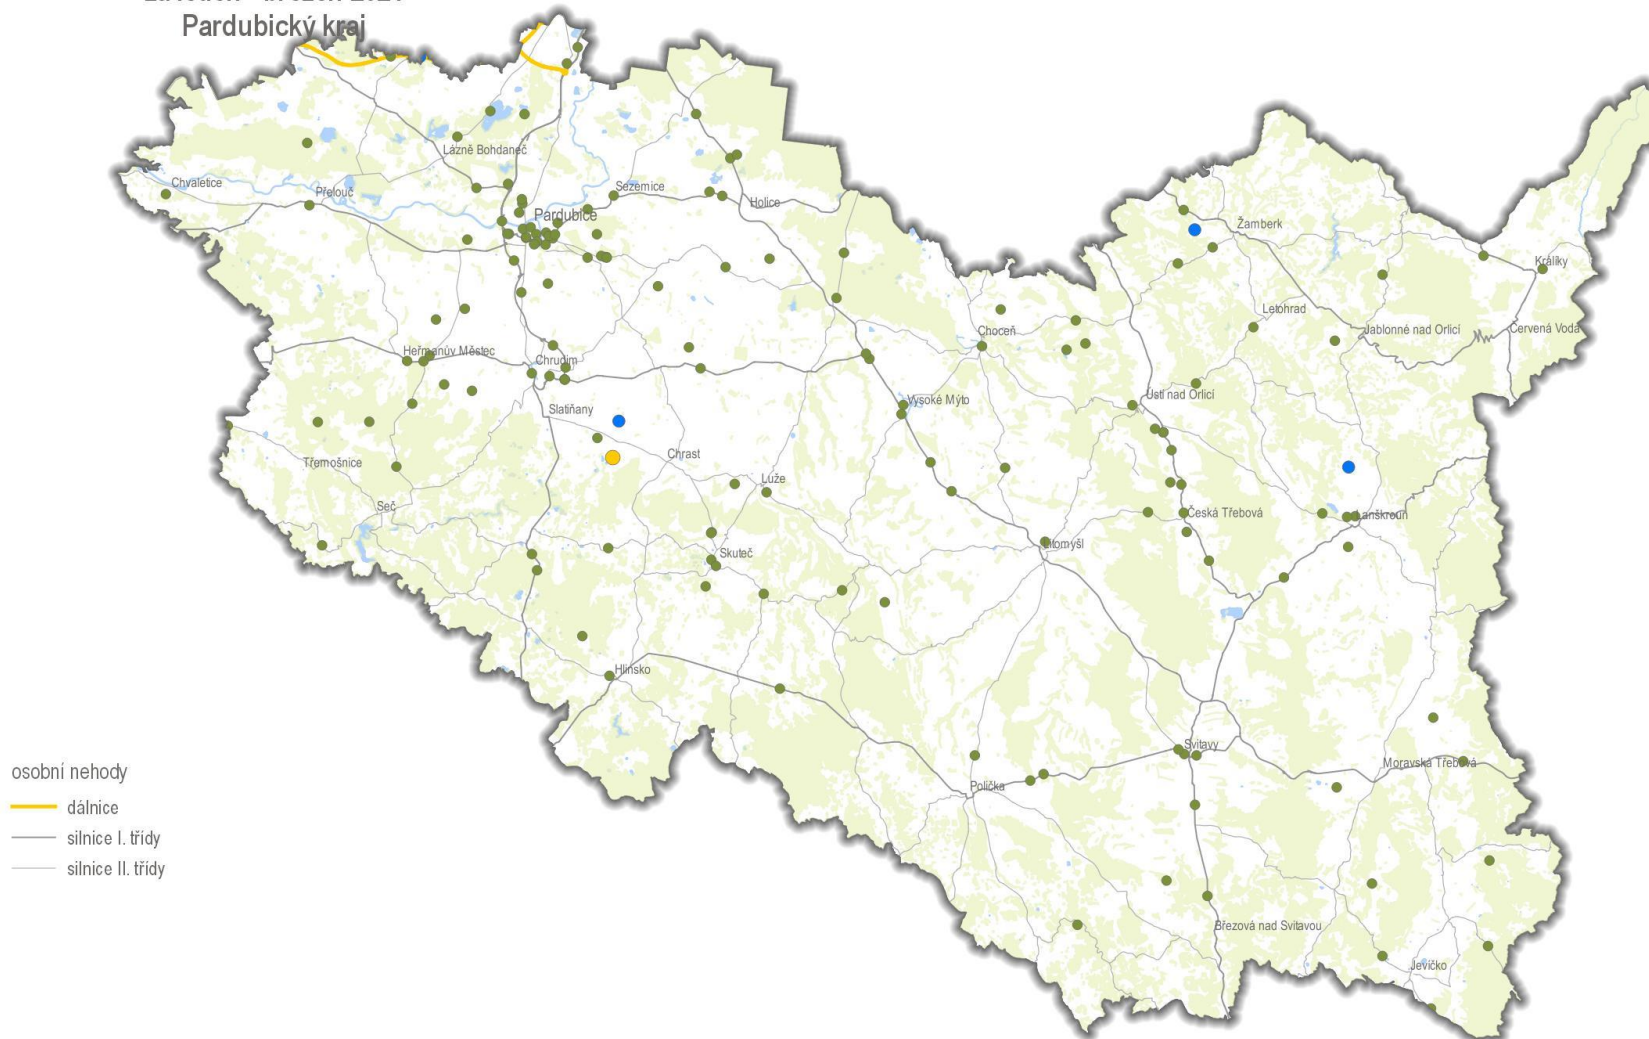 Pardubický kraj
Lázně Bohdaneč
Chvaletice
Přelouč
Sezemice
Holice
Pardubice
Žamberk
Králíky
Letohrad
Jablonné nad Orlicí
Červená Voda
Choceň
Heřmanův Městec
Chrudim
Ústí nad Orlicí
Vysoké Mýto
Slatiňany
Třemošnice
Chrast
Luže
Seč
Česká Třebová
Lanškroun
Skuteč
Litomyšl
Hlinsko
Svitavy
Moravská Třebová
Polička
Březová nad Svitavou
Jevíčko
osobní nehody
dálnice
silnice I. třídy
silnice II. třídy